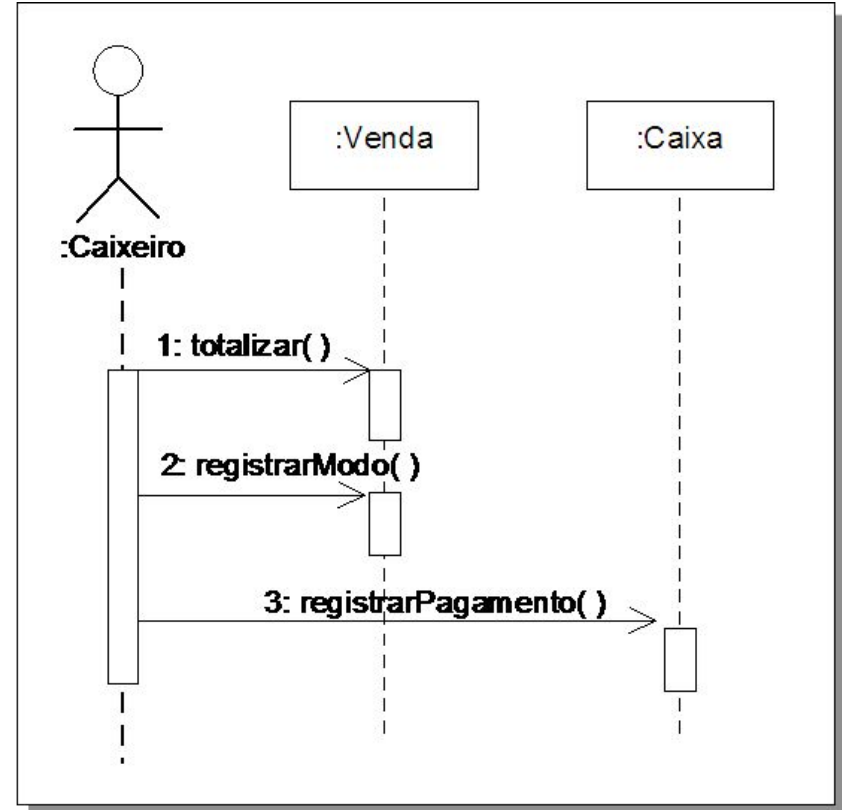 :Venda
:Caixa
:Caixeiro
1: totalizar( )
2: registrarModo( )
3: registrarPagamento( )